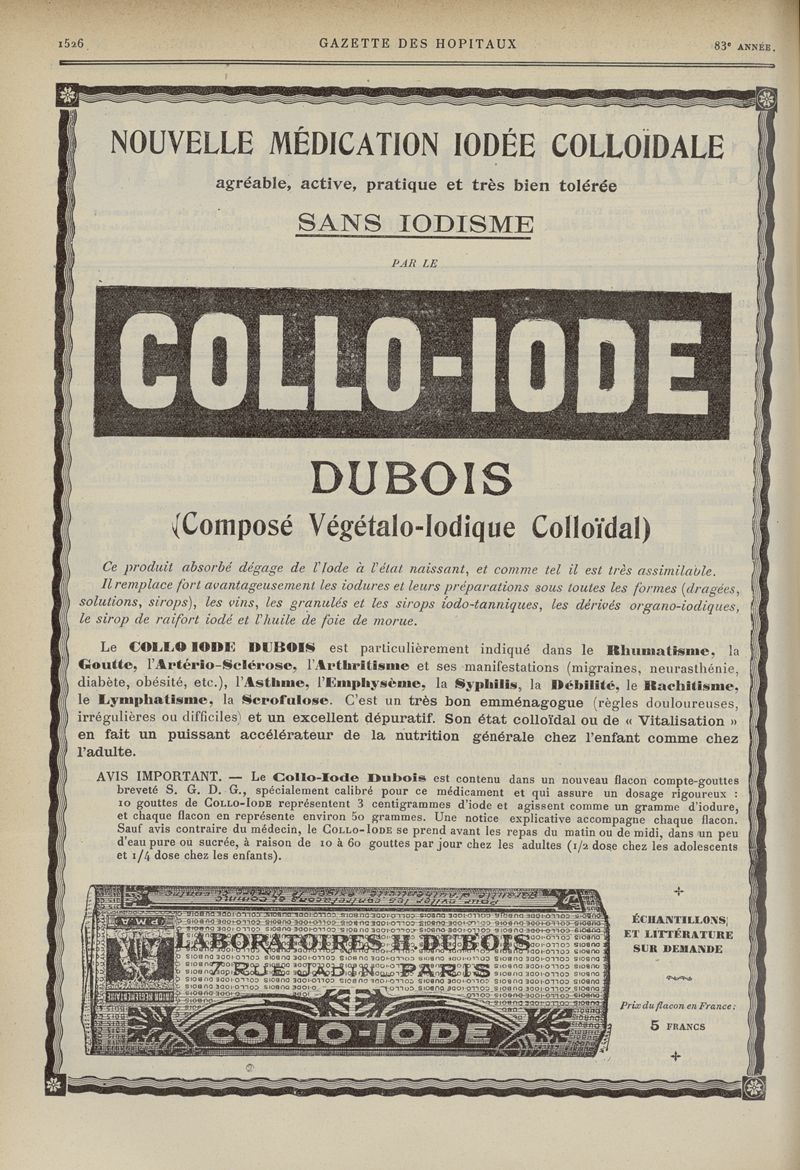 1526
GAZETTE DES HOPITAUX
83e ANNÉE.
NOUVELLE MÉDICATION IODÉE COLLOÏDALE
agréable, active, pratique et très bien tolérée
SANS IODISME
PAR LE
COLLO-IODE
DUBOIS
(Composé Végétalo-Iodique Colloïdal)
Ce produit absorbé dégage de l'Iode à l'état naissant, et comme tel il est très assimilable.
Il remplace fort avantageusement les iodures et leurs préparations sous toutes les formes (dragées,
solutions, sirops), les vins, les granulés et les sirops iodo-tanniques, les dérivés organo-iodiques,
le sirop de raifort iodé et l'huile de foie de morue.
Le COLLO IODE DUBOIS est particulièrement indiqué dans le Rhumatisme, la
Goutte, l'Artério-Sclérose, l'Arthritisme et ses manifestations (migraines, neurasthénie,
diabète, obésité, etc.), l'Asthme, l'Emphysème, la Syphilis, la Débilité, le Rachitisme,
le Lymphatisme, la Scrofulose. C'est un très bon emménagogue (règles douloureuses,
irrégulières ou difficiles) et un excellent dépuratif. Son état colloïdal ou de « Vitalisation »
en fait un puissant accélérateur de la nutrition générale chez l'enfant comme chez
l'adulte.
AVIS IMPORTANT. — Le Collo-Iode Dubois est contenu dans un nouveau flacon compte-gouttes
breveté S. G. D. G., spécialement calibré pour ce médicament et qui assure un dosage rigoureux :
10 gouttes de COLLO-IODE représentent 3 centigrammes d'iode et agissent comme un gramme d'iodure,
et chaque flacon en représente environ 50 grammes. Une notice explicative accompagne chaque flacon.
Sauf avis contraire du médecin, le COLLO-IODE se prend avant les repas du matin ou de midi, dans un peu
d'eau pure ou sucrée, à raison de 10 à 60 gouttes par jour chez les adultes (1/2 dose chez les adolescents
et 1/4 dose chez les enfants).
LABORATOIRES H. DUBOIS
7 RUE JADIN _ PARIS
COLLO-IODE
ÉCHANTILLONS
ET LITTÉRATURE
SUR DEMANDE
Prix du flacon en France :
5 FRANCS